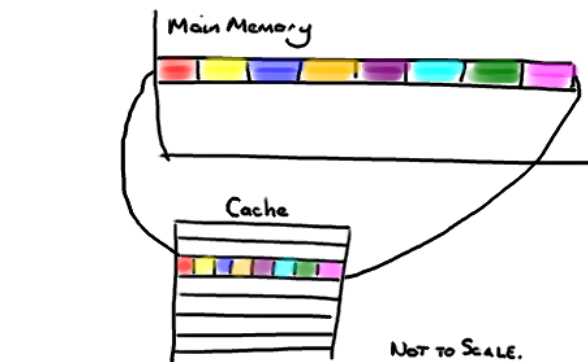 Main Memory
Cache
NOT TO SCALE.